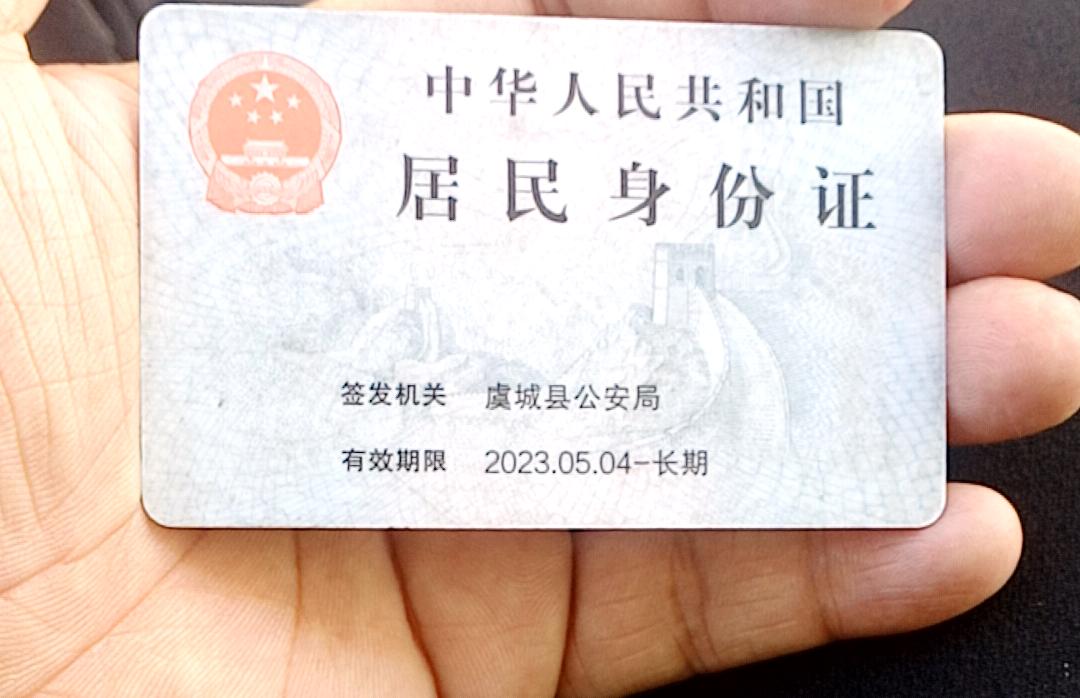 中华人民共和国
居民身份证
签发机关 虞城县公安局
有效期限 2023.05.04-长期